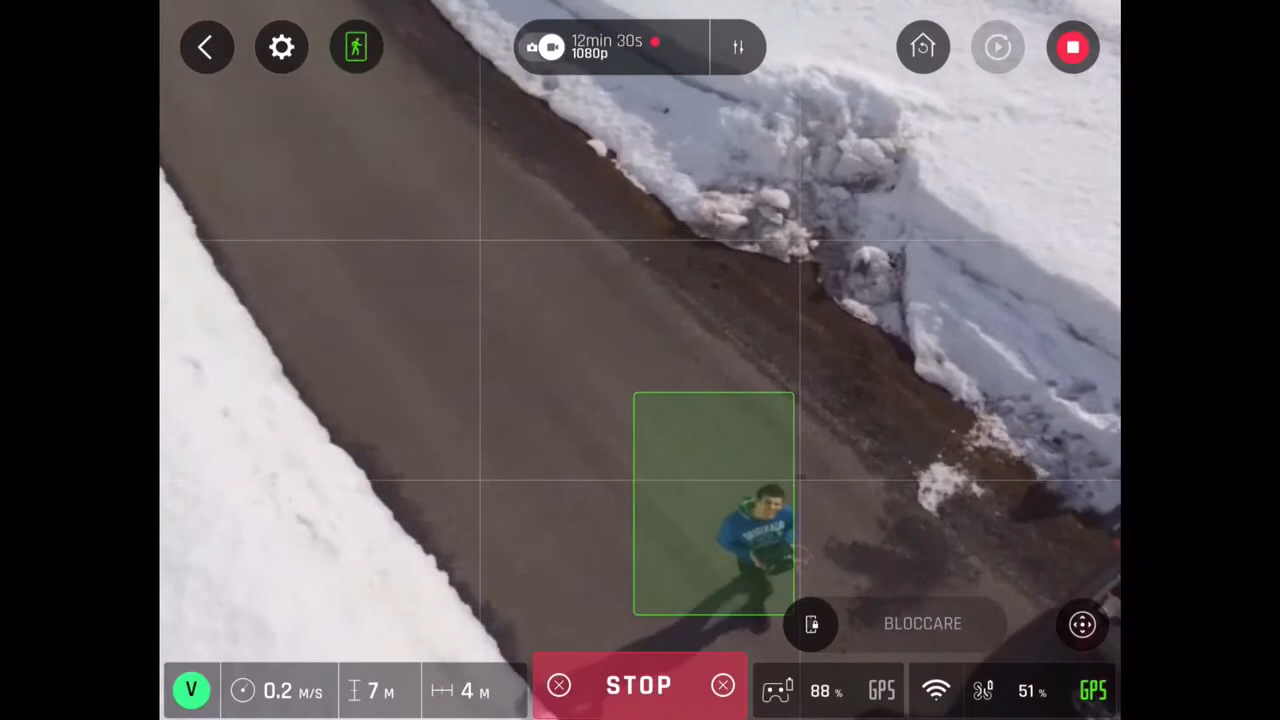 12min 30s
1080p
BLOCCARE
V
0.2 M/S
7 M
4 M
STOP
88 %
GPS
51 %
GPS